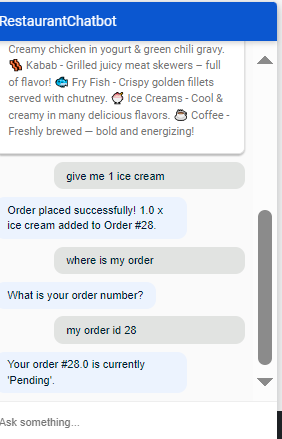 RestaurantChatbot
Creamy chicken in yogurt & green chili gravy.
Kabab - Grilled juicy meat skewers – full
of flavor! Fry Fish - Crispy golden fillets
served with chutney. Ice Creams - Cool &
creamy in many delicious flavors. Coffee -
Freshly brewed — bold and energizing!
give me 1 ice cream
Order placed successfully! 1.0 x
ice cream added to Order #28.
where is my order
What is your order number?
my order id 28
Your order #28.0 is currently
'Pending'.
Ask something...